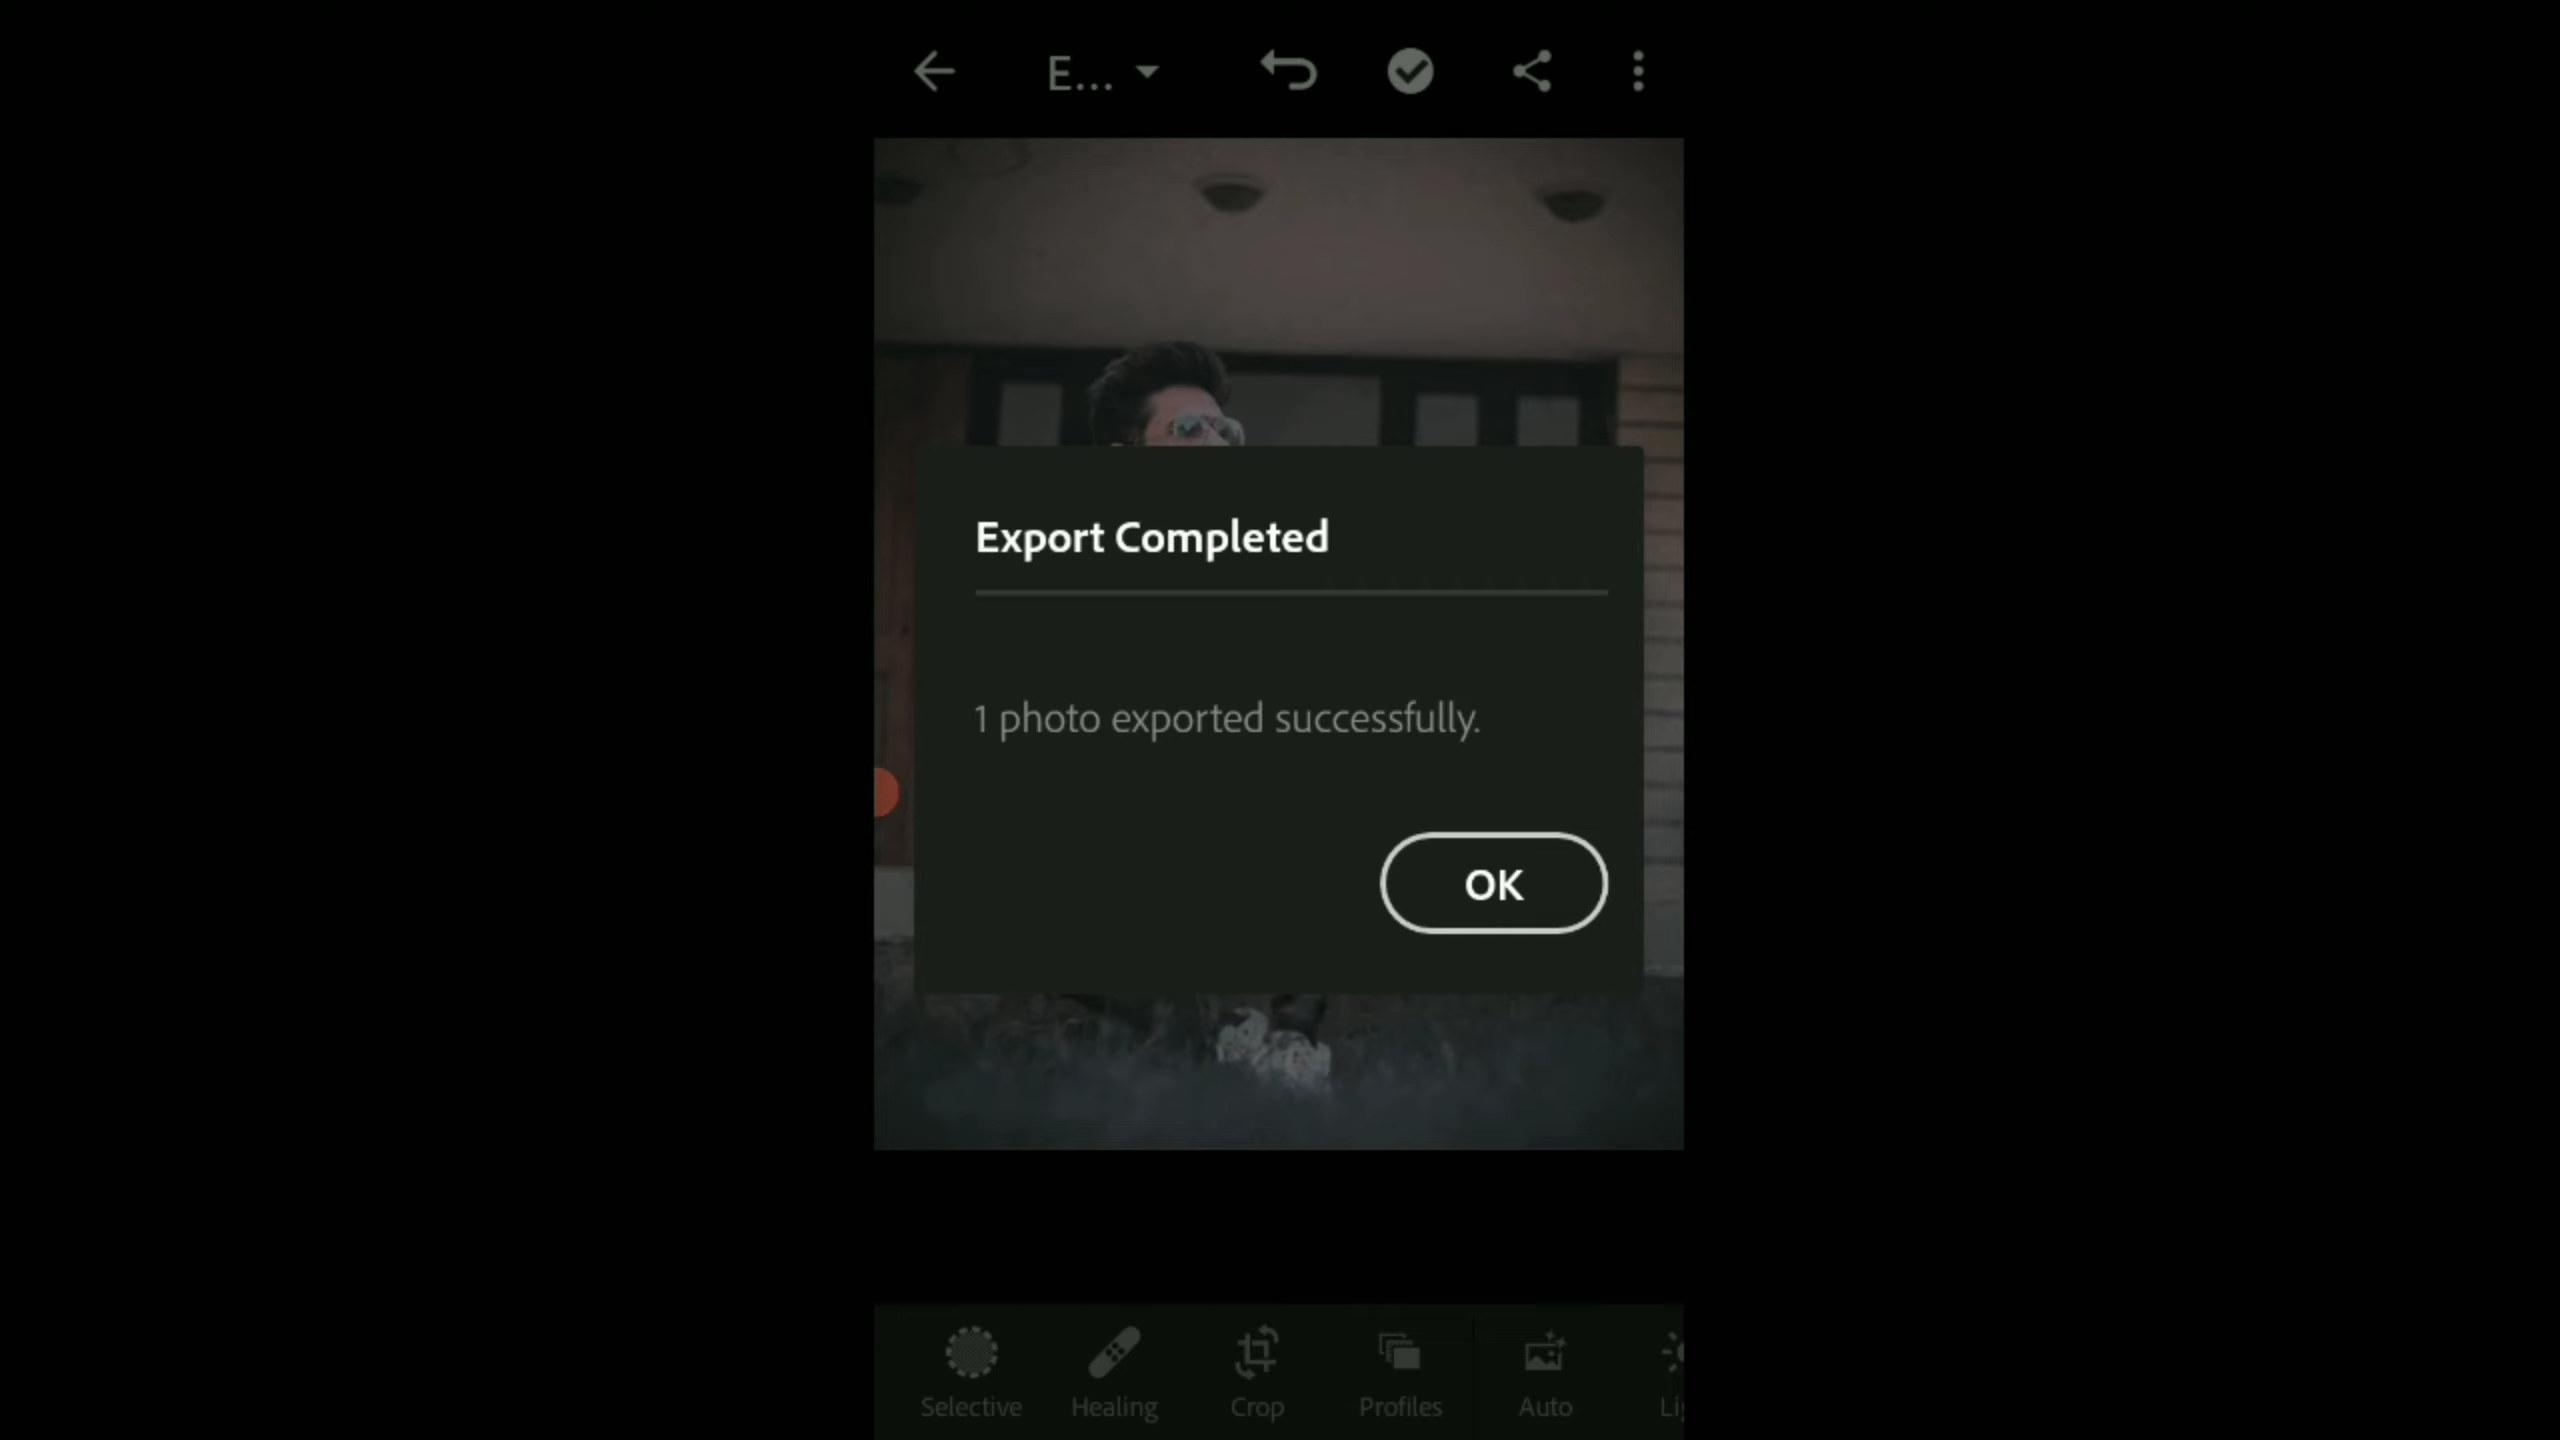 E...
Export Completed
1 photo exported successfully.
OK
Selective Healing Crop Profiles Auto